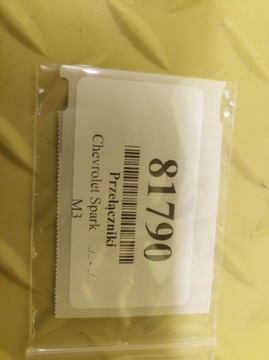 81790
Przełączniki
Chevrolet Spark
M3